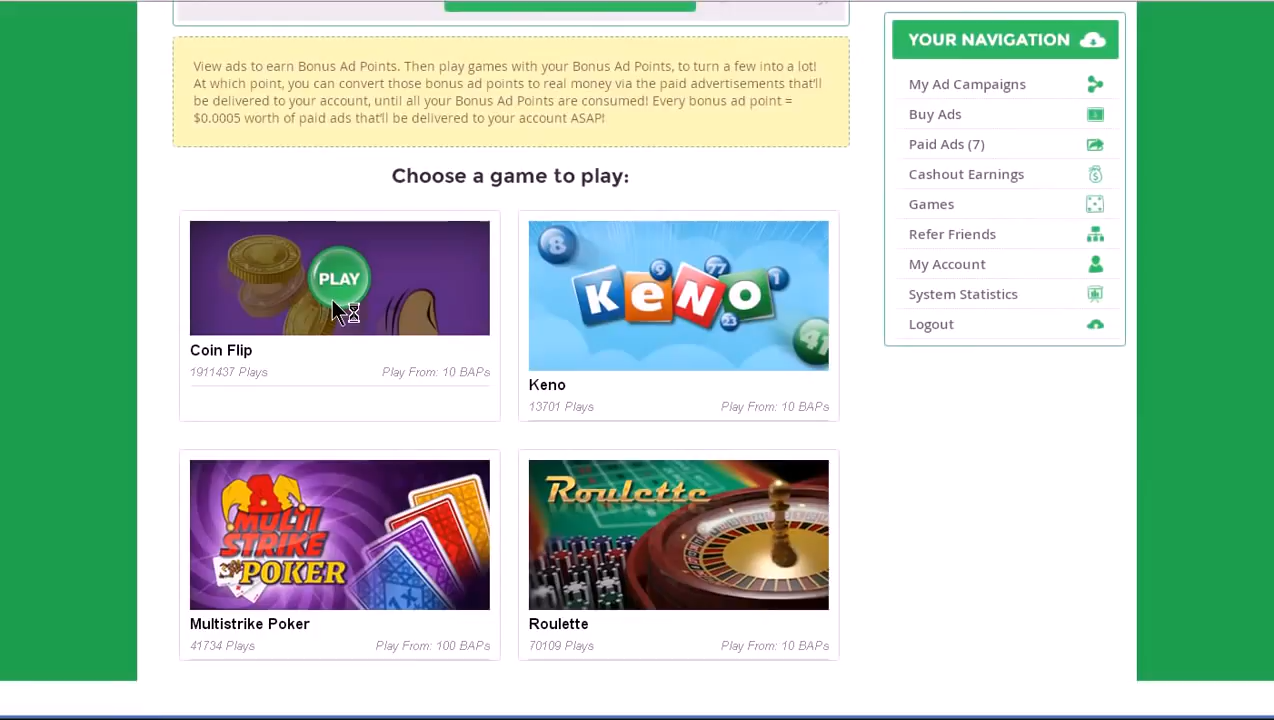 View ads to earn Bonus Ad Points. Then play games with your Bonus Ad Points, to turn a few into a lot!
At which point, you can convert those bonus ad points to real money via the paid advertisements that'll
be delivered to your account, until all your Bonus Ad Points are consumed! Every bonus ad point =
$0.0005 worth of paid ads that'll be delivered to your account ASAP!
Choose a game to play:
PLAY
Coin Flip
1911437 Plays Play From: 10 BAPs
8 9 77 1
KENO
23 41
Keno
13701 Plays Play From: 10 BAPs
MULTI
STRIKE
POKER
Multistrike Poker
41734 Plays Play From: 100 BAPs
Roulette
Roulette
70109 Plays Play From: 10 BAPs
YOUR NAVIGATION
My Ad Campaigns
Buy Ads
Paid Ads (7)
Cashout Earnings
Games
Refer Friends
My Account
System Statistics
Logout